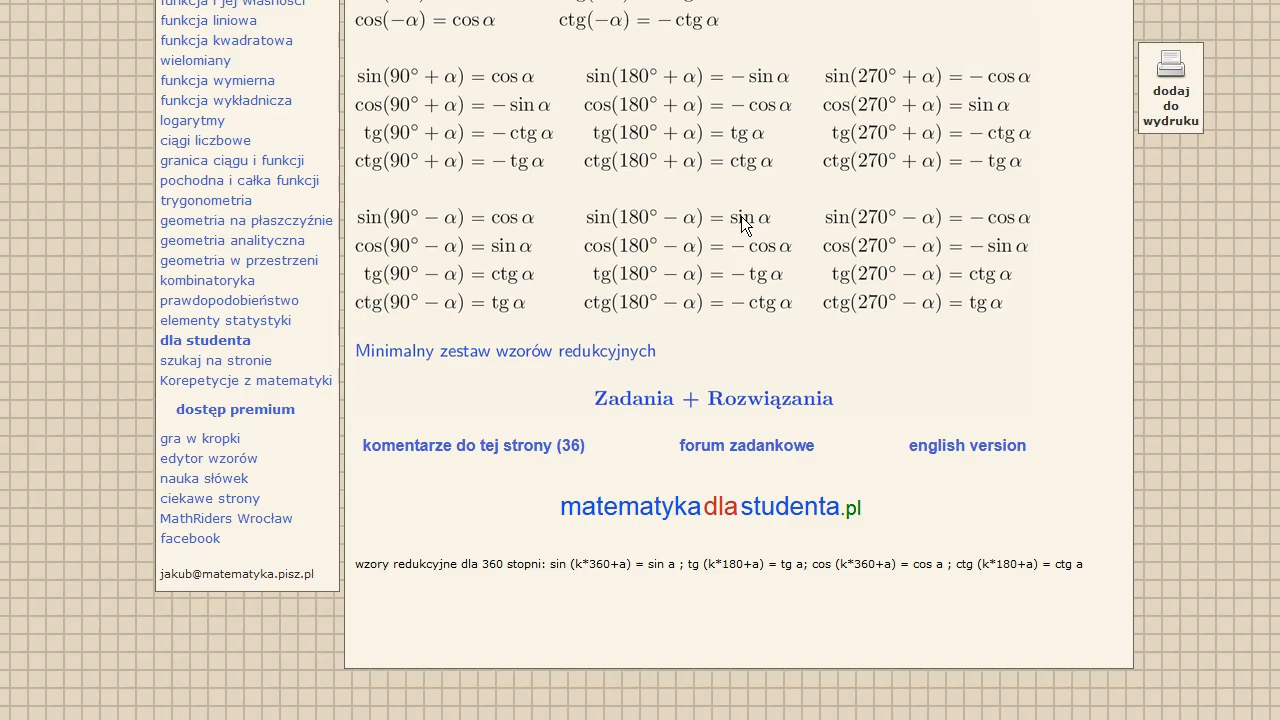 funkcja i jej własności
funkcja liniowa
funkcja kwadratowa
wielomiany
funkcja wymierna
funkcja wykładnicza
logarytmy
ciągi liczbowe
granica ciągu i funkcji
pochodna i całka funkcji
trygonometria
geometria na płaszczyźnie
geometria analityczna
geometria w przestrzeni
kombinatoryka
prawdopodobieństwo
elementy statystyki
dla studenta
szukaj na stronie
Korepetycje z matematyki
dostęp premium
gra w kropki
edytor wzorów
nauka słówek
ciekawe strony
MathRiders Wrocław
facebook
jakub@matematyka.pisz.pl
cos(−α) = cos α ctg(−α) = − ctg α
sin(90° + α) = cos α sin(180° + α) = − sin α sin(270° + α) = − cos α
cos(90° + α) = − sin α cos(180° + α) = − cos α cos(270° + α) = sin α
tg(90° + α) = − ctg α tg(180° + α) = tg α tg(270° + α) = − ctg α
ctg(90° + α) = − tg α ctg(180° + α) = ctg α ctg(270° + α) = − tg α
sin(90° − α) = cos α sin(180° − α) = sin α sin(270° − α) = − cos α
cos(90° − α) = sin α cos(180° − α) = − cos α cos(270° − α) = − sin α
tg(90° − α) = ctg α tg(180° − α) = − tg α tg(270° − α) = ctg α
ctg(90° − α) = tg α ctg(180° − α) = − ctg α ctg(270° − α) = tg α
Minimalny zestaw wzorów redukcyjnych
Zadania + Rozwiązania
komentarze do tej strony (36) forum zadankowe english version
matematykadlastudenta.pl
wzory redukcyjne dla 360 stopni: sin (k*360+a) = sin a ; tg (k*180+a) = tg a; cos (k*360+a) = cos a ; ctg (k*180+a) = ctg a
dodaj
do
wydruku